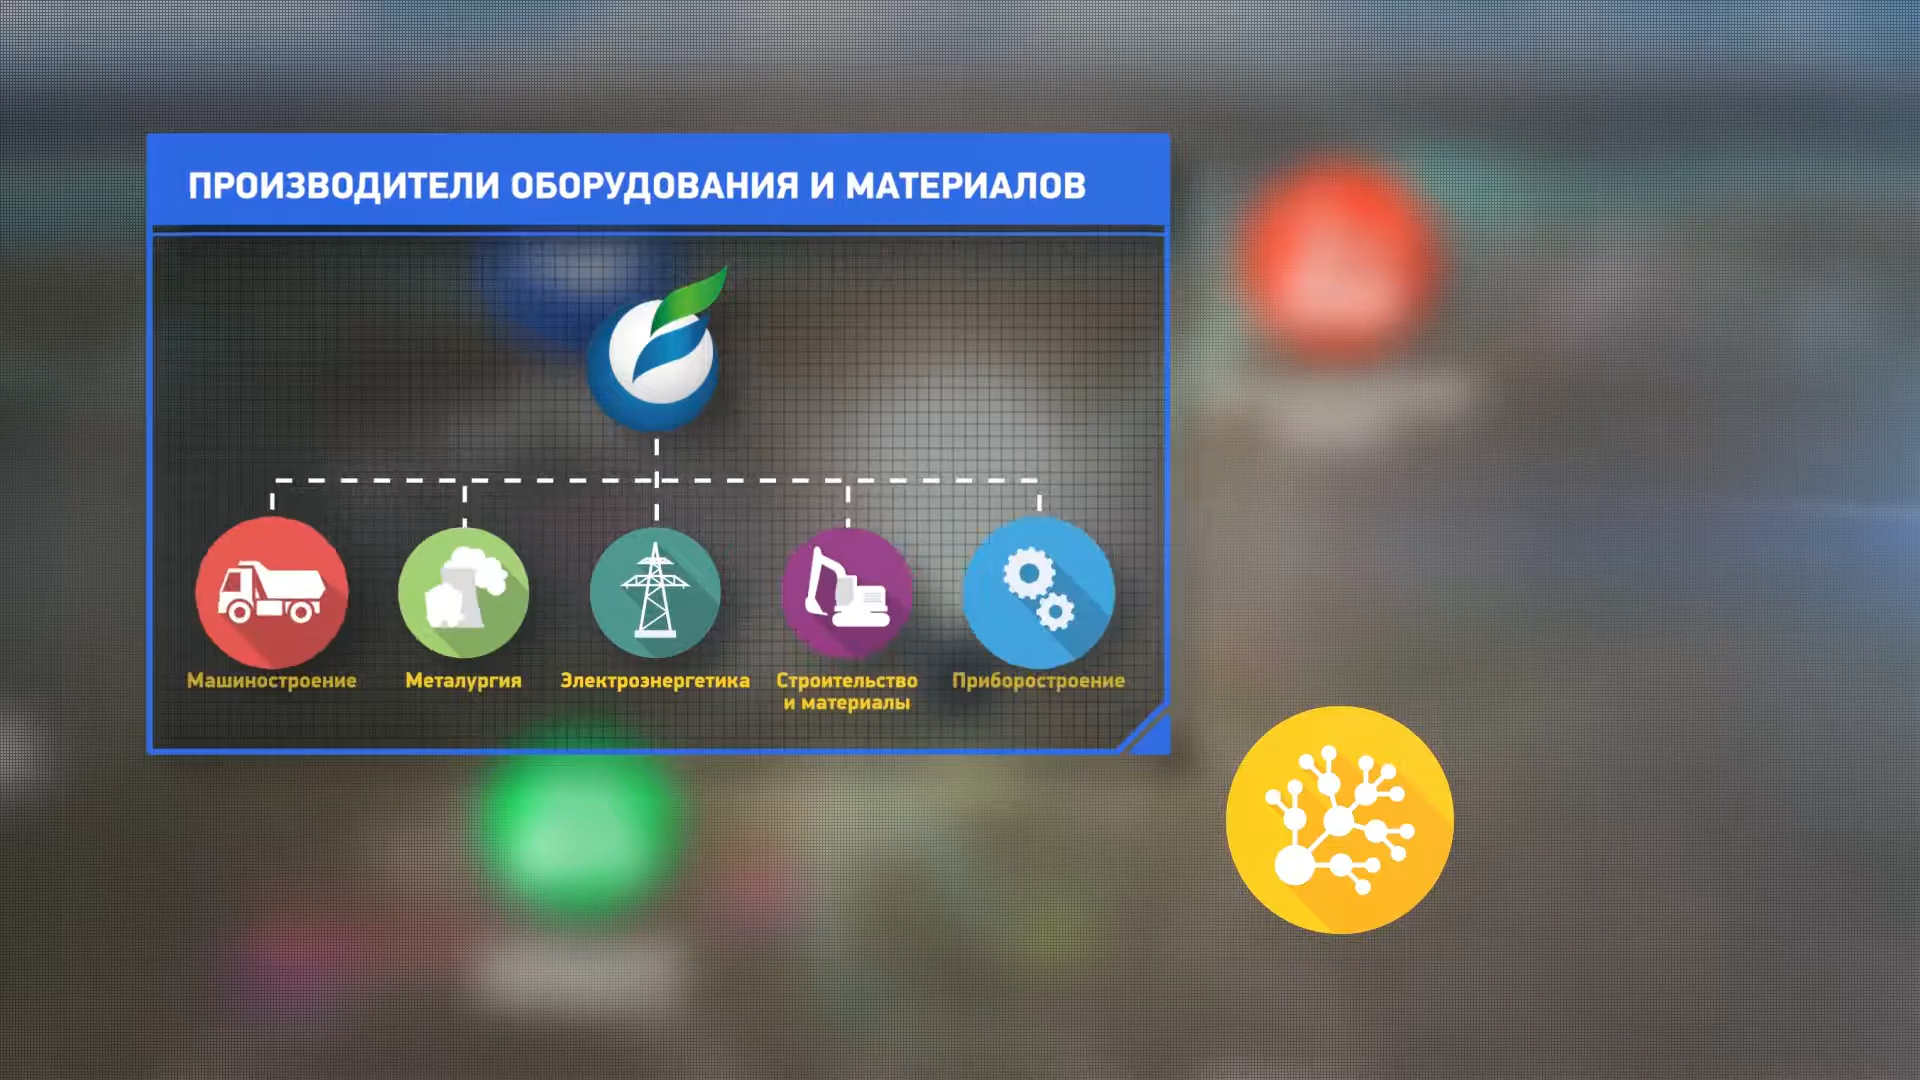 ПРОИЗВОДИТЕЛИ ОБОРУДОВАНИЯ И МАТЕРИАЛОВ
Машиностроение
Металургия
Электроэнергетика
Строительство
и материалы
Приборостроение